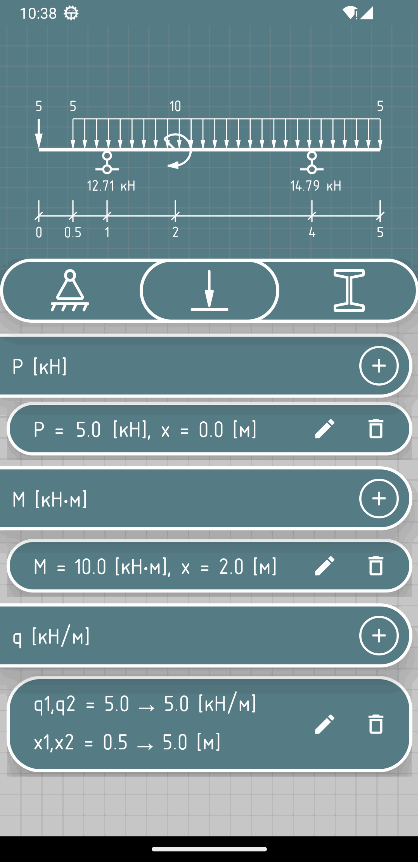 10:38
5 5 10 5
12.71 кН 14.79 кН
0 0.5 1 2 4 5
P [кН]
P = 5.0 [кН], x = 0.0 [м]
M [кН·м]
M = 10.0 [кН·м], x = 2.0 [м]
q [кН/м]
q1,q2 = 5.0 → 5.0 [кН/м]
x1,x2 = 0.5 → 5.0 [м]